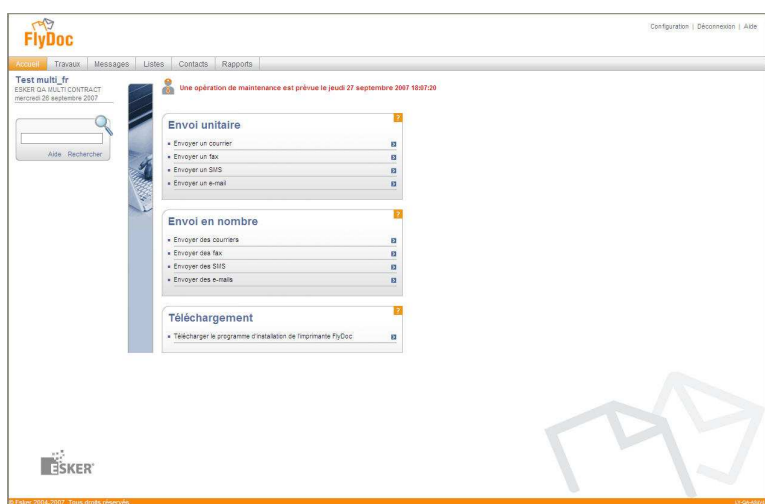 FlyDoc
Configuration | Déconnexion | Aide
Accueil Travaux Messages Listes Contacts Rapports
Test multi_fr
ESKER QA MULTI CONTRACT
mercredi 26 septembre 2007
Aide Rechercher
Une opération de maintenance est prévue le jeudi 27 septembre 2007 18:07:20
Envoi unitaire
?
Envoyer un courrier
Envoyer un fax
Envoyer un SMS
Envoyer un e-mail
Envoi en nombre
?
Envoyer des courriers
Envoyer des fax
Envoyer des SMS
Envoyer des e-mails
Téléchargement
?
Télécharger le programme d'installation de l'imprimante FlyDoc
ESKER
© Esker 2004-2007. Tous droits réservés